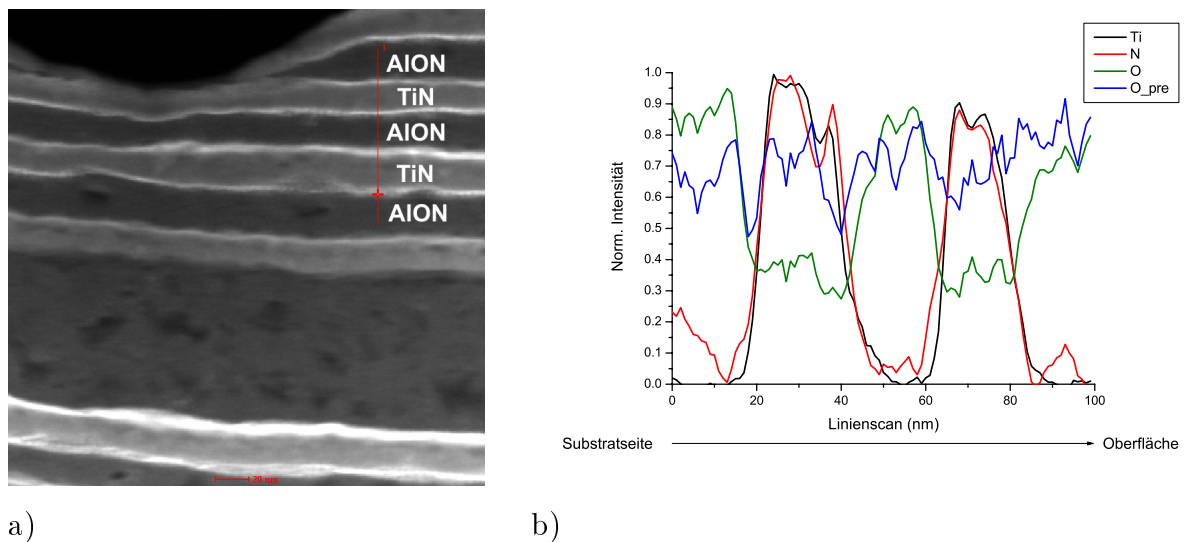 AlON
TiN
AlON
TiN
AlON
20 nm
a)
Ti
N
O
O_pre
1.0
0.9
0.8
0.7
0.6
0.5
0.4
0.3
0.2
0.1
0.0
Norm. Intensität
0 20 40 60 80 100
Linienscan (nm)
Substratseite Oberfläche
b)